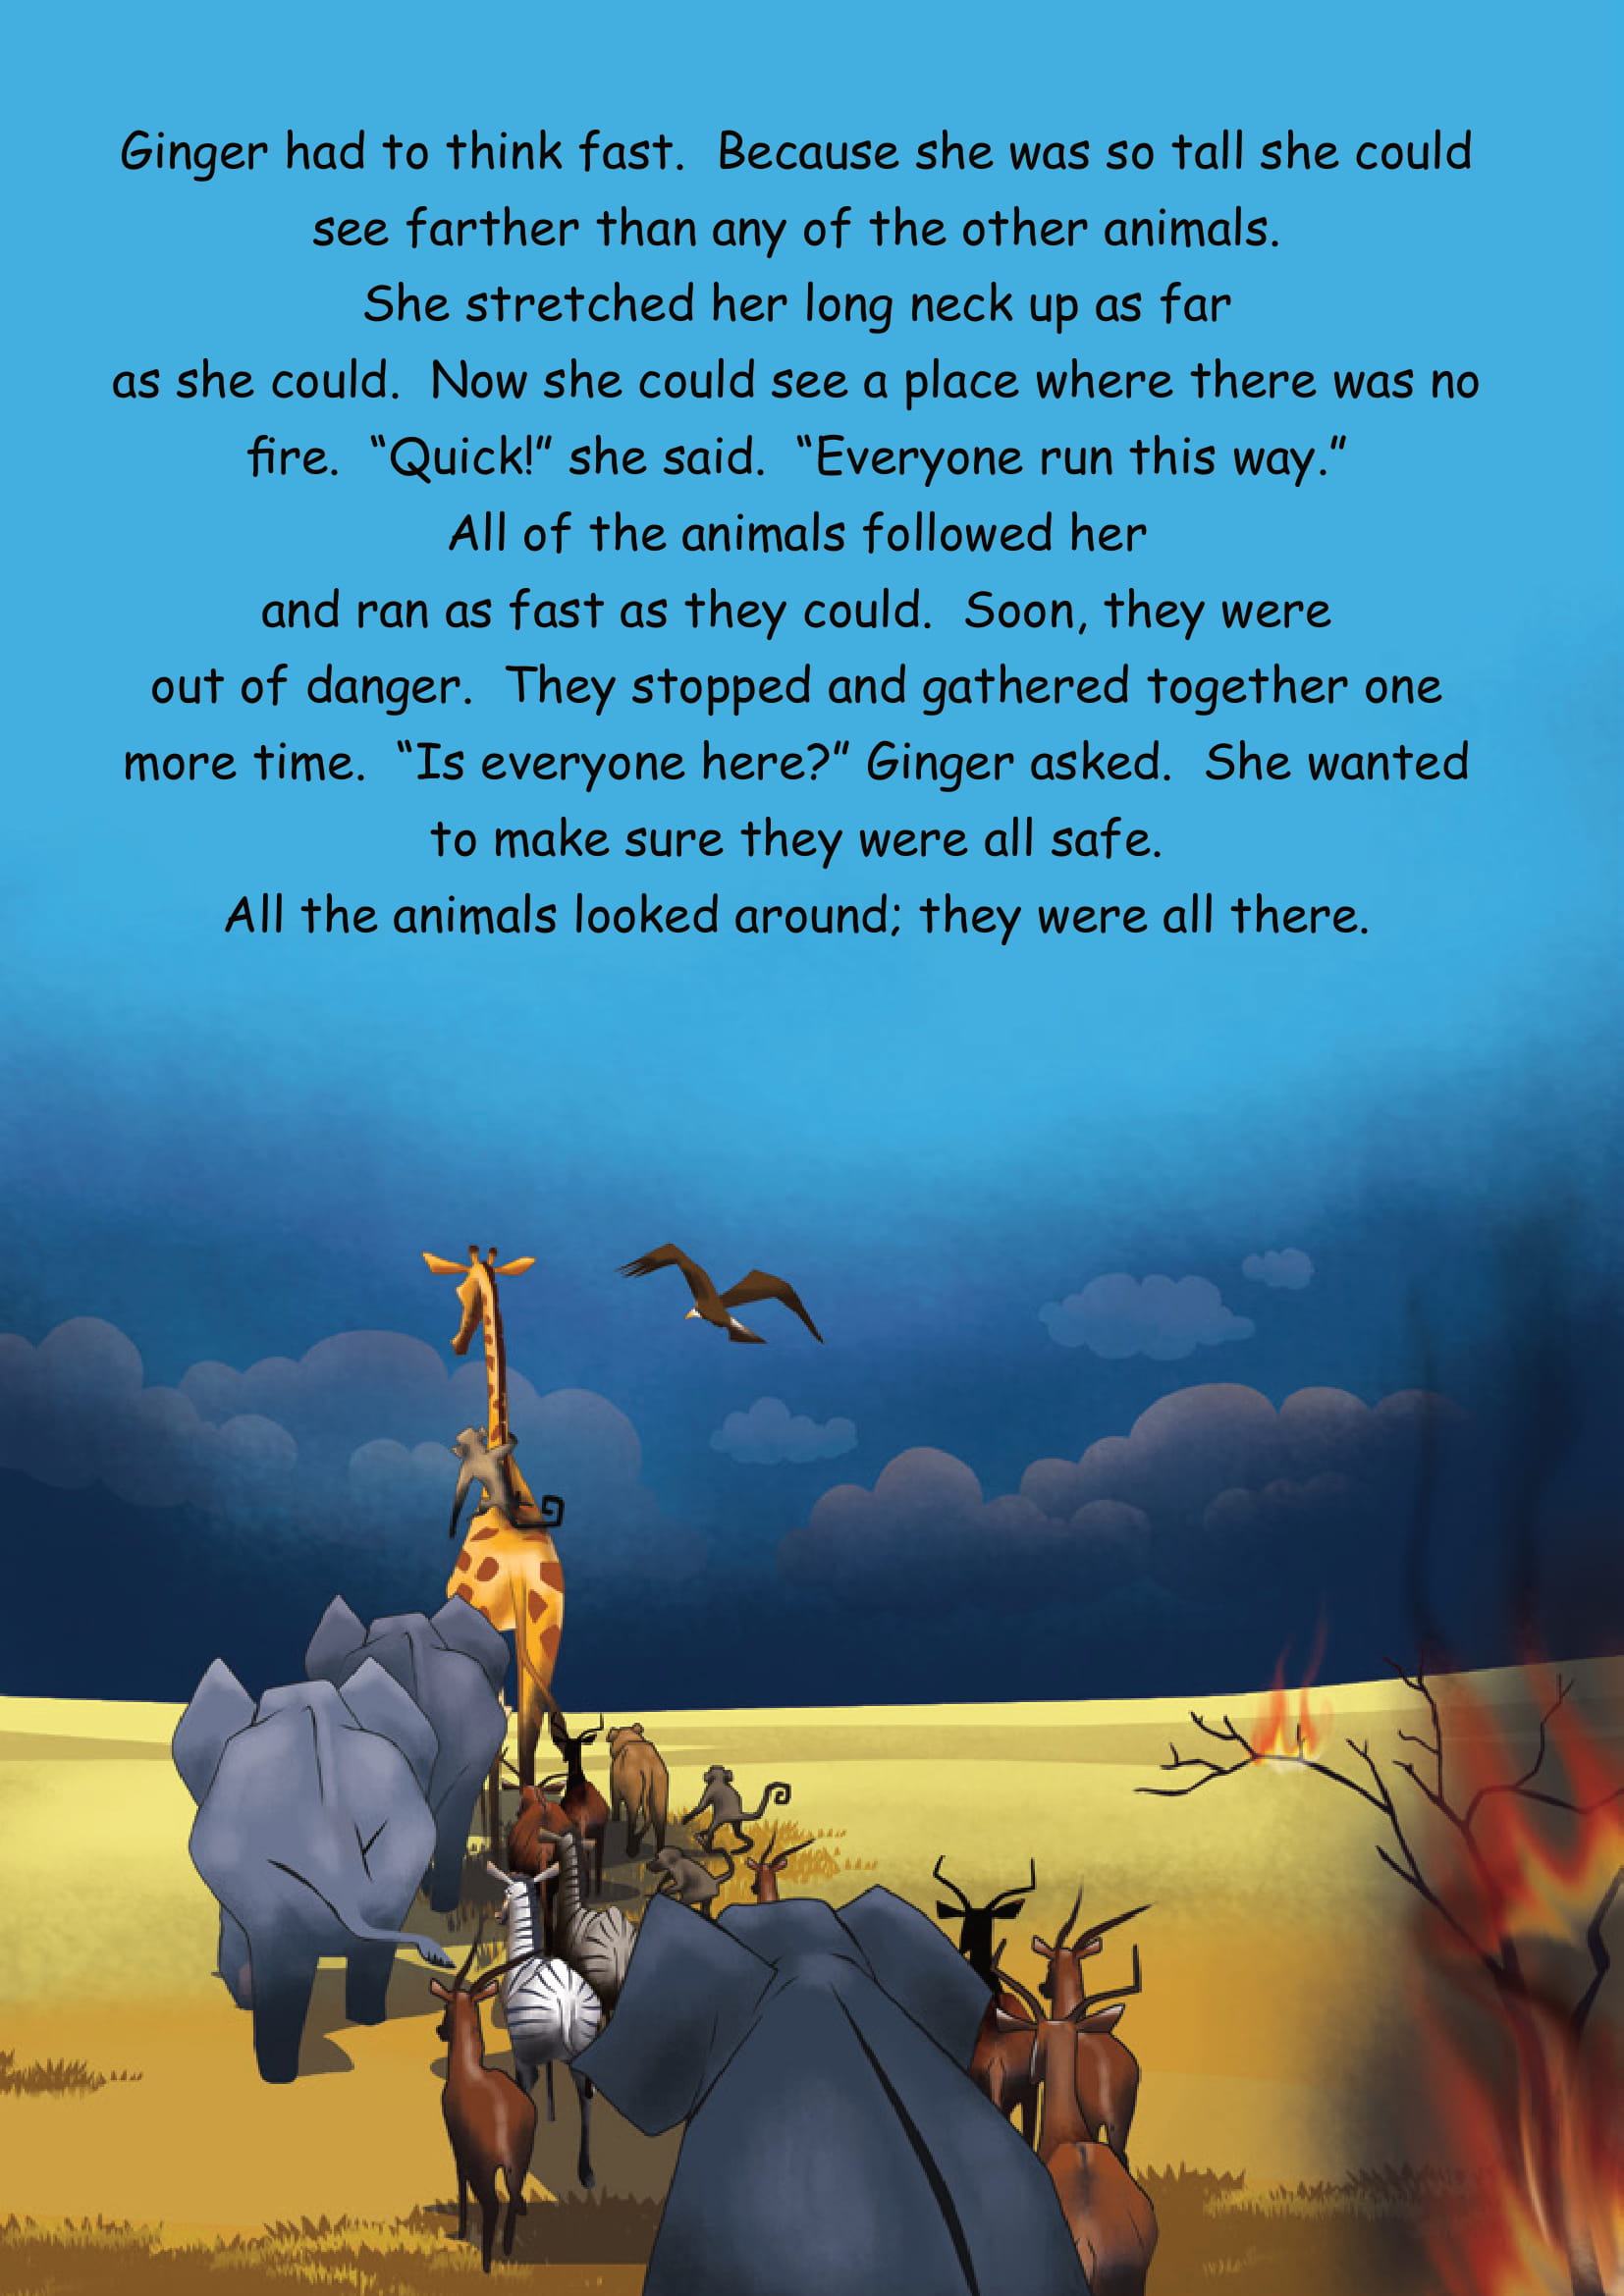 Ginger had to think fast.  Because she was so tall she could
see farther than any of the other animals.
She stretched her long neck up as far
as she could.  Now she could see a place where there was no
fire.  “Quick!” she said.  “Everyone run this way.”
All of the animals followed her
and ran as fast as they could.  Soon, they were
out of danger.  They stopped and gathered together one
more time.  “Is everyone here?” Ginger asked.  She wanted
to make sure they were all safe.
All the animals looked around; they were all there.